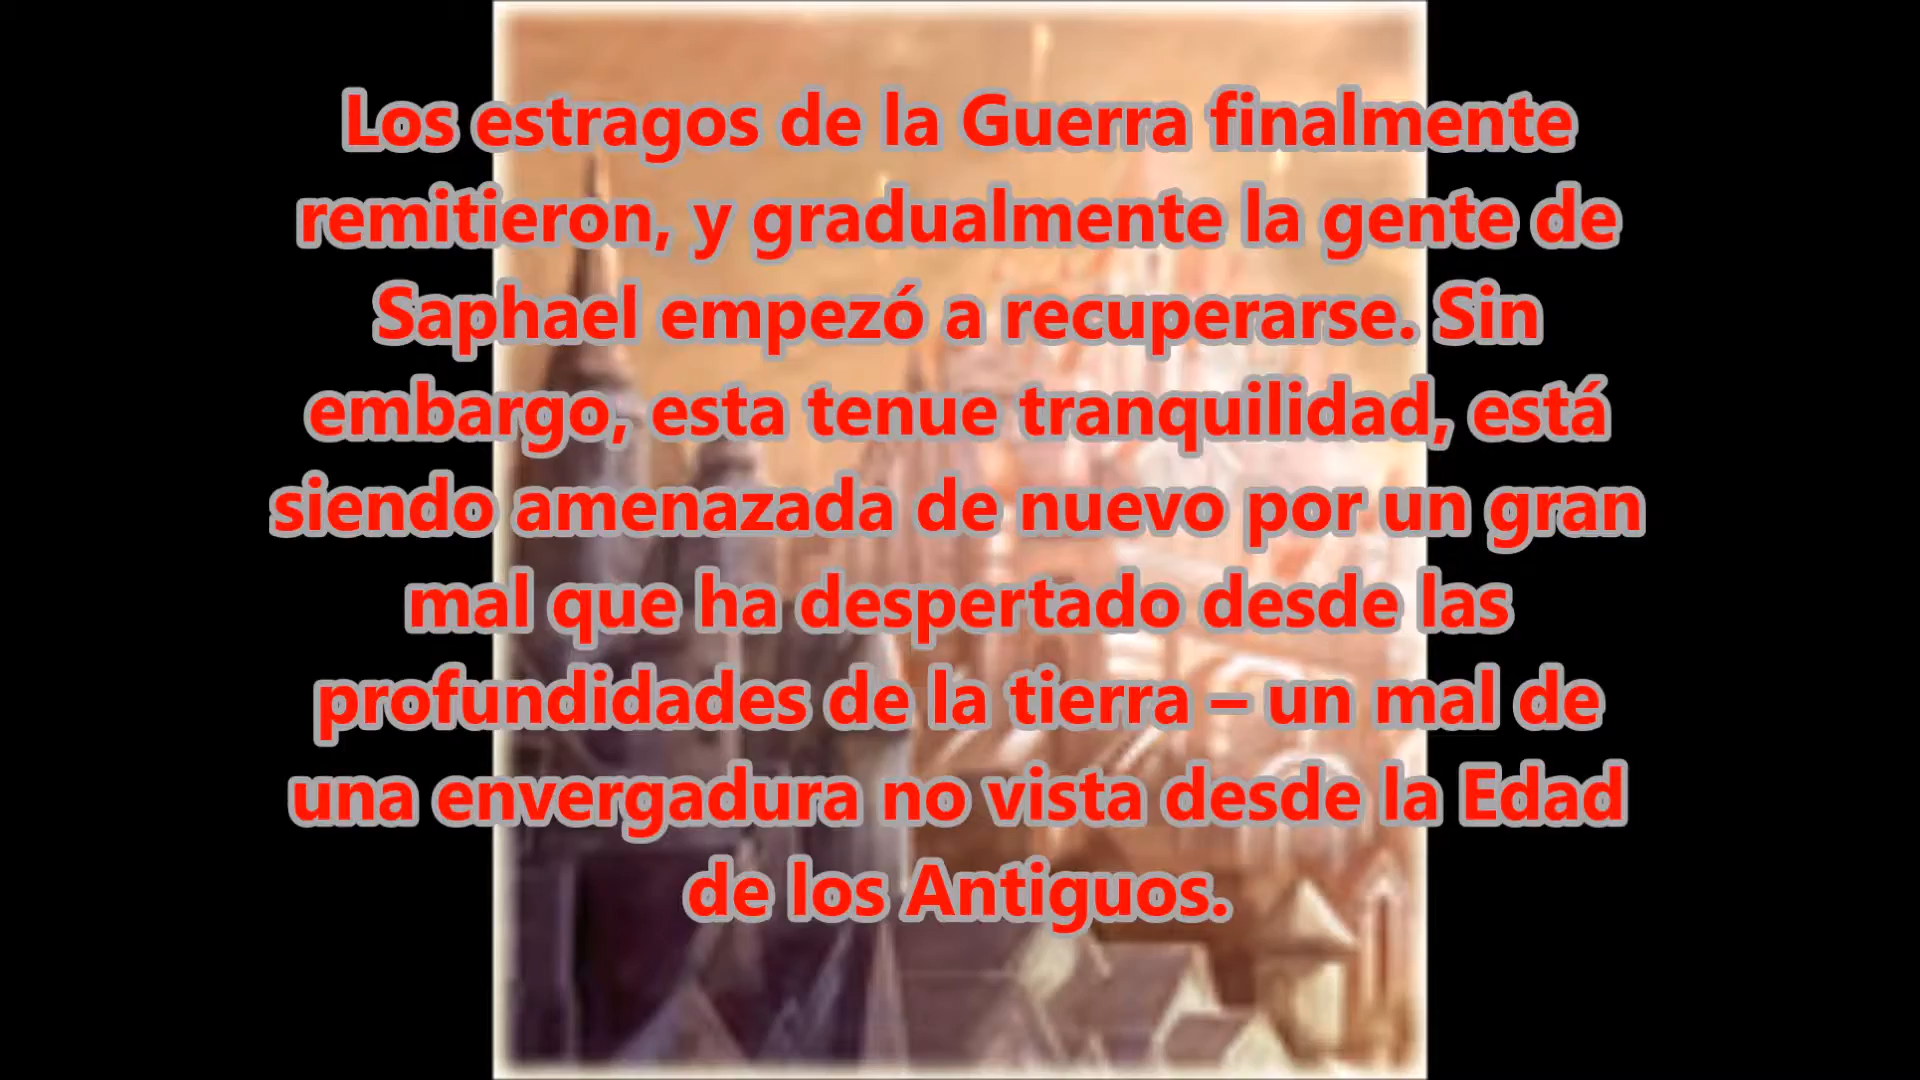 Los estragos de la Guerra finalmente
remitieron, y gradualmente la gente de
Saphael empezó a recuperarse. Sin
embargo, esta tenue tranquilidad, está
siendo amenazada de nuevo por un gran
mal que ha despertado desde las
profundidades de la tierra – un mal de
una envergadura no vista desde la Edad
de los Antiguos.